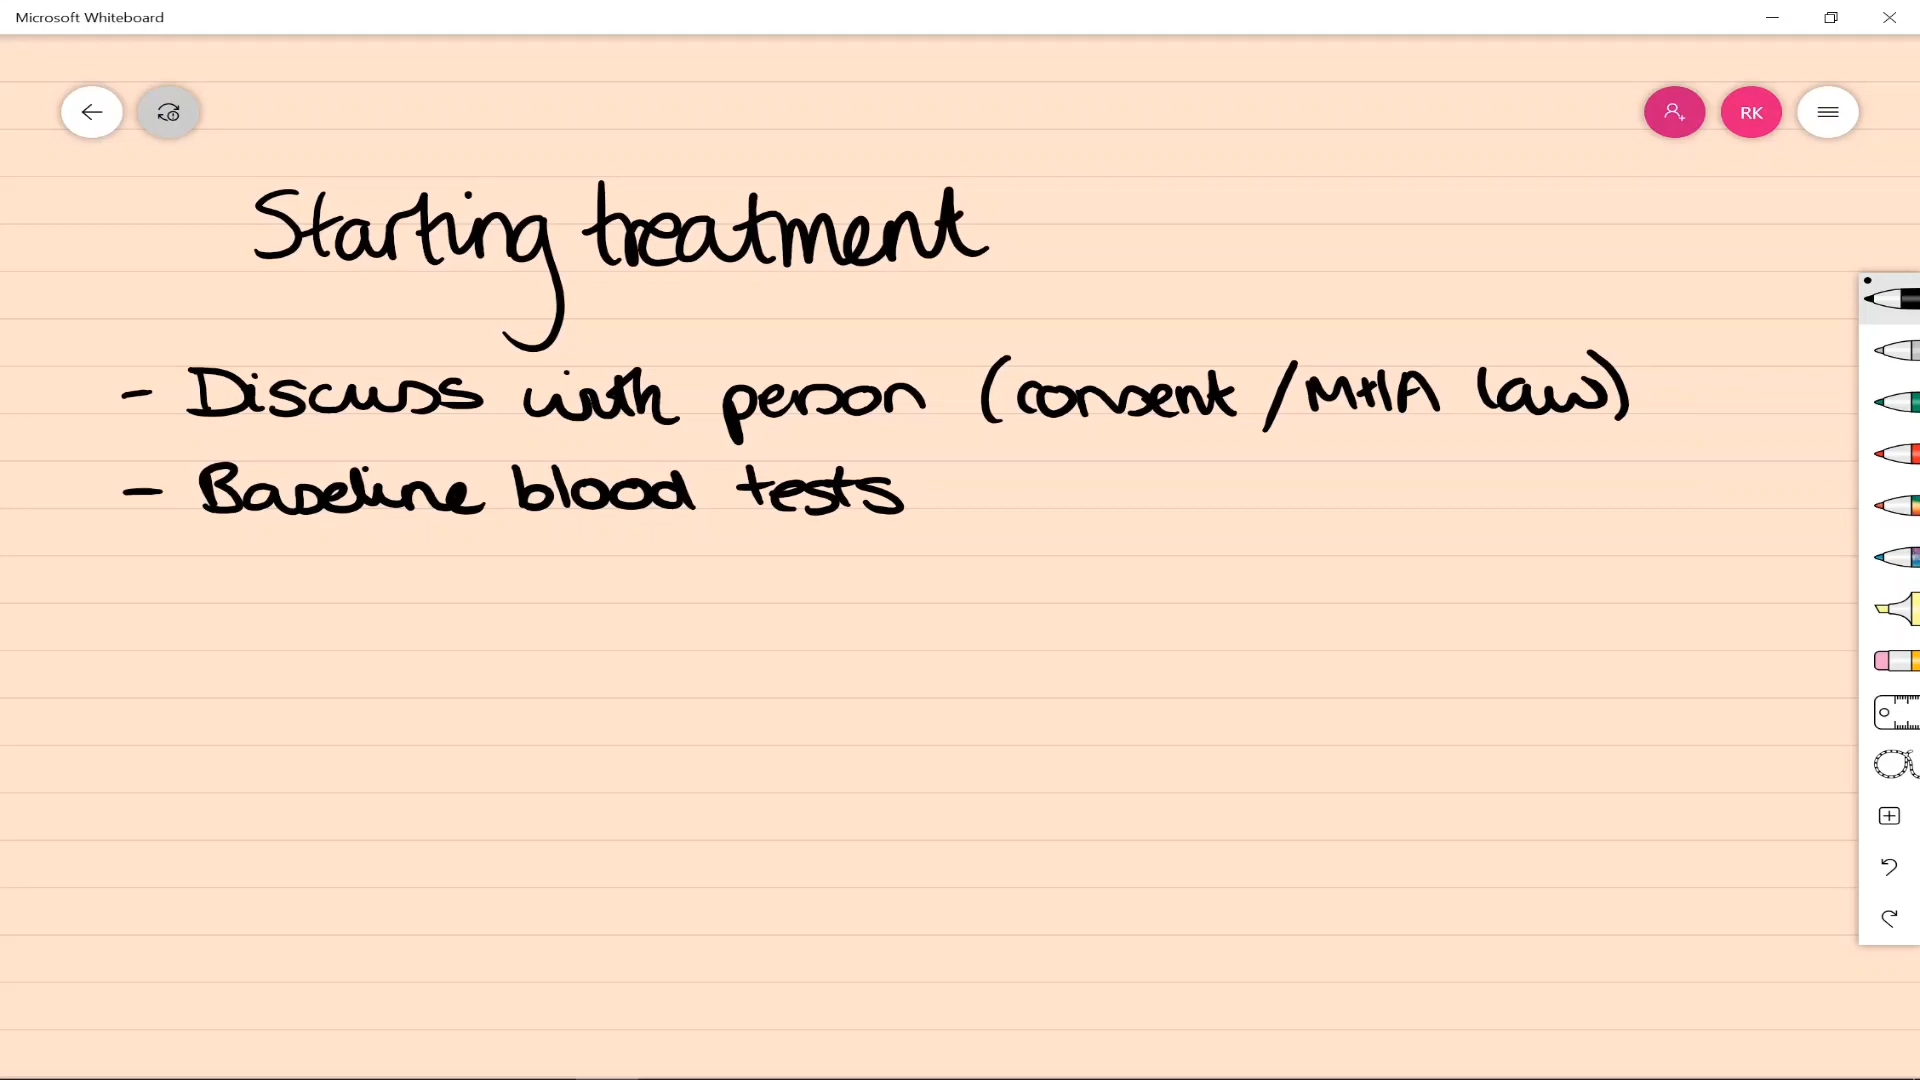 Microsoft Whiteboard
RK
Starting treatment
- Discuss with person (consent / MHA law)
- Baseline blood tests